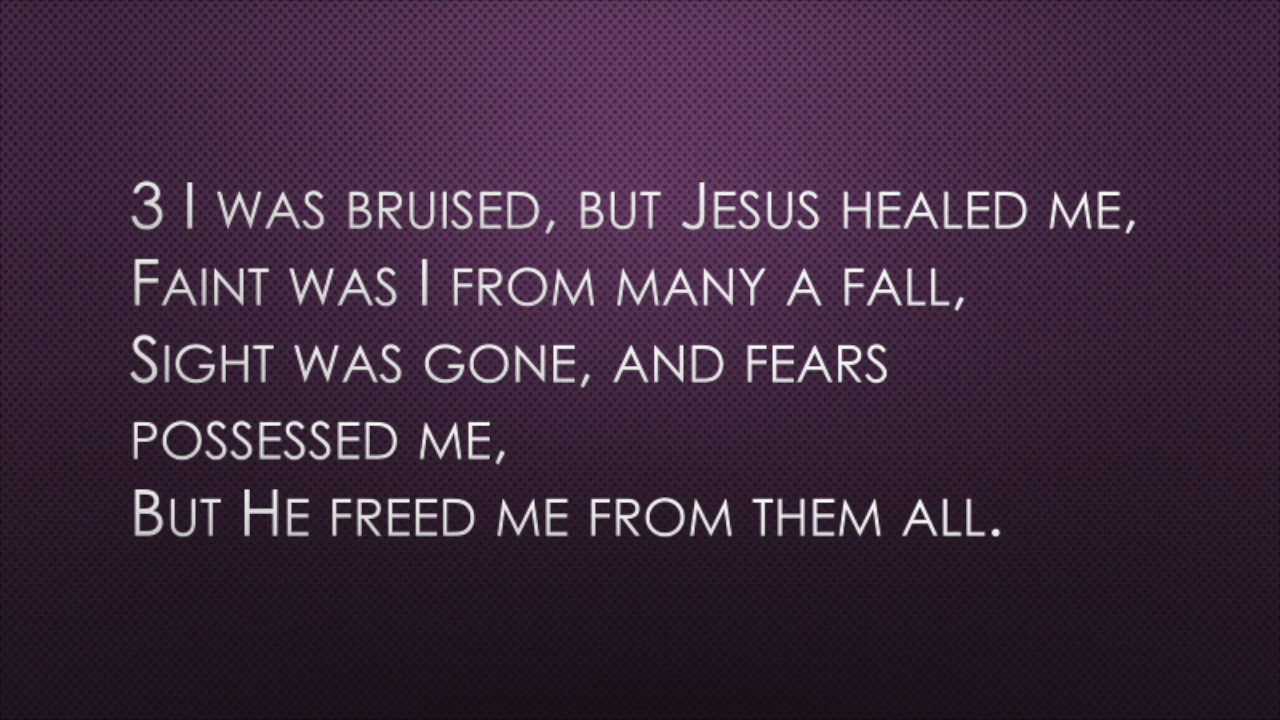 3 I was bruised, but Jesus healed me,
Faint was I from many a fall,
Sight was gone, and fears
possessed me,
But He freed me from them all.